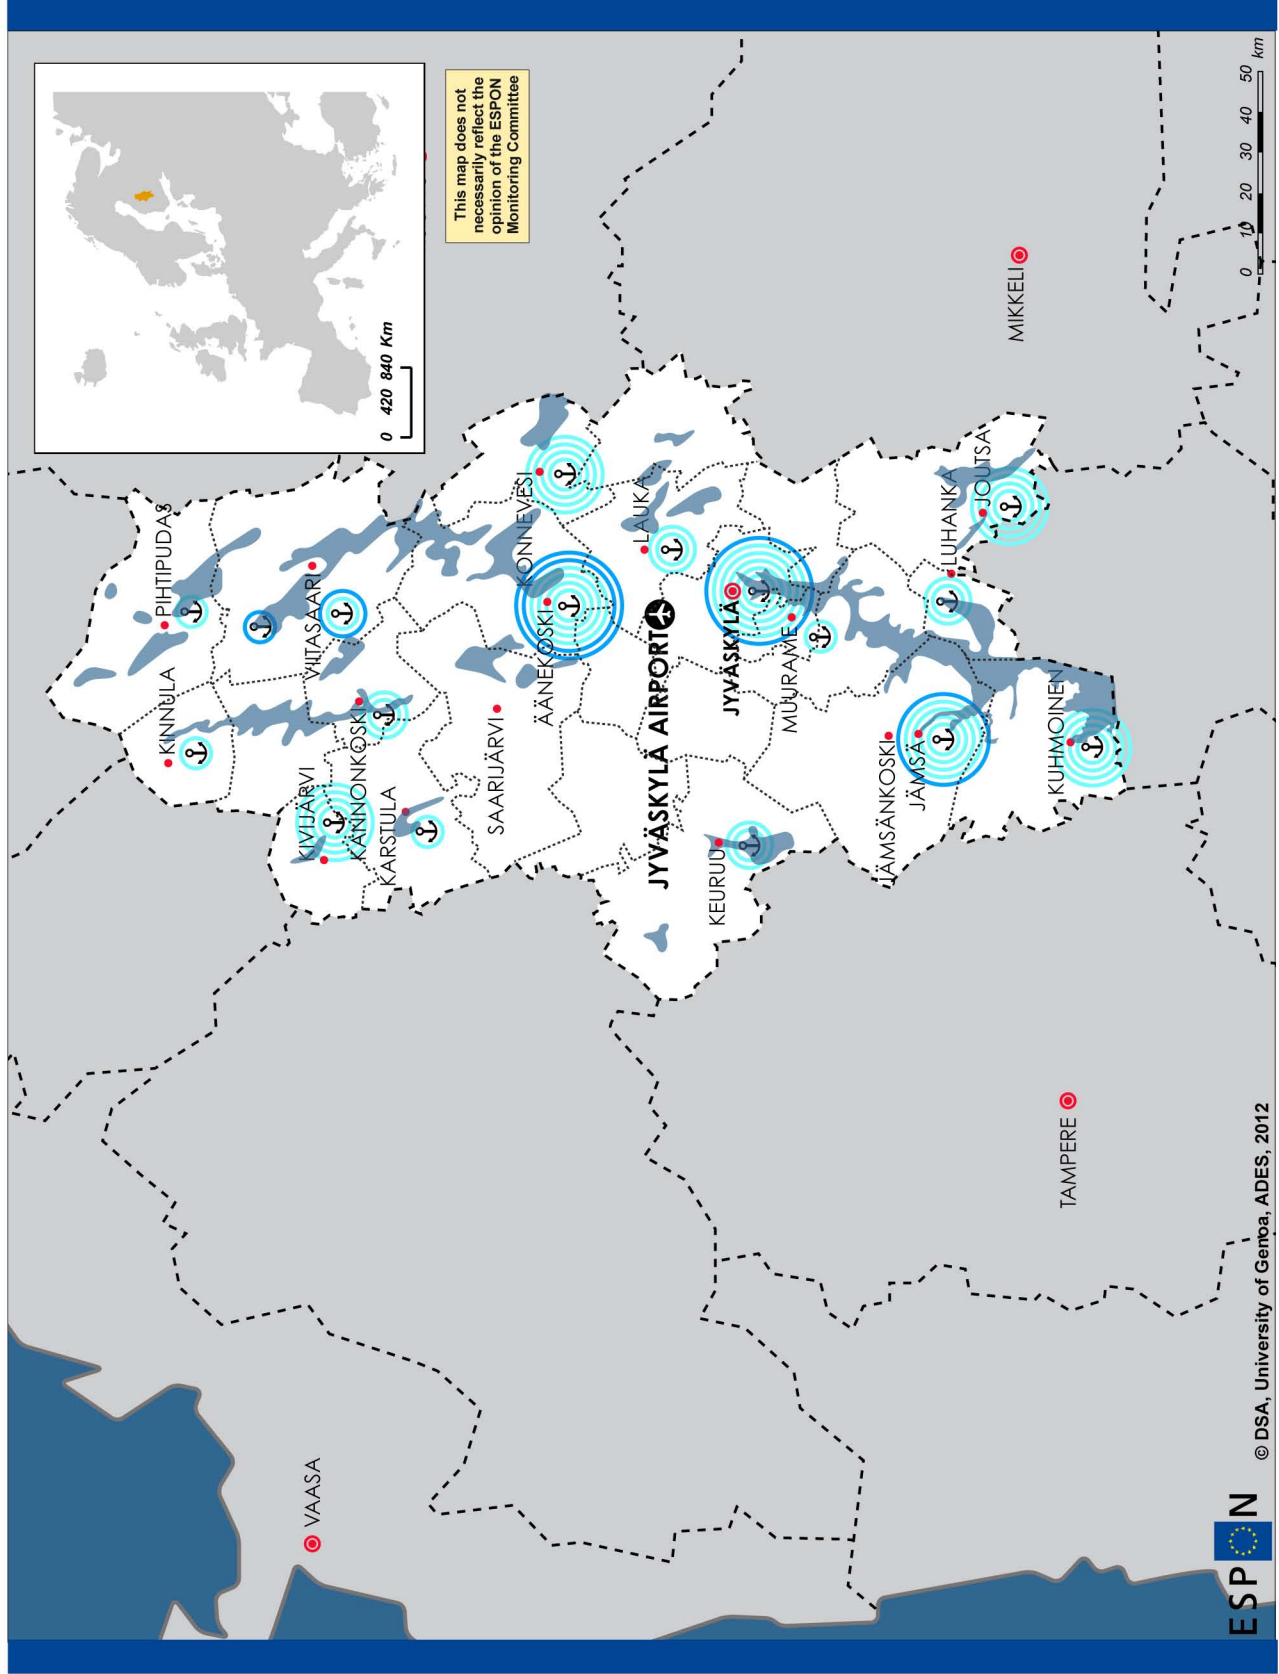 PIHTIPUDAS
KINNULA
VIITASAARI
KIVIJÄRVI
KANNONKOSKI
KARSTULA
SAARIJÄRVI
KONNEVESI
ÄÄNEKOSKI
LAUKA
JYVÄSKYLÄ AIRPORT
JYVÄSKYLÄ
MUURAME
KEURUU
JÄMSÄNKOSKI
JÄMSÄ
LUHANKA
JOUTSA
KUHMOINEN
VAASA
TAMPERE
MIKKELI
0 420 840 Km
This map does not
necessarily reflect the
opinion of the ESPON
Monitoring Committee
ESPON
© DSA, University of Genoa, ADES, 2012
0 10 20 30 40 50 km